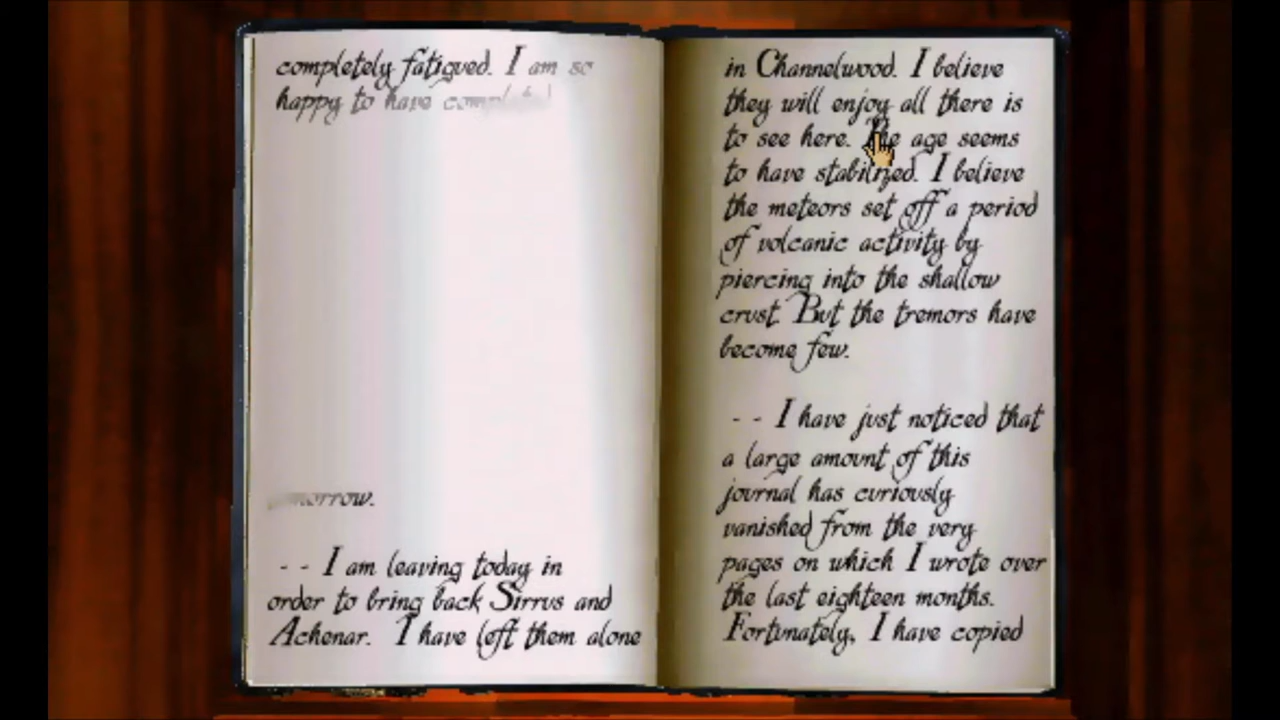 completely fatigued. I am so
happy to have completed
morrow.
- - I am leaving today in
order to bring back Sirrus and
Achenar. I have left them alone
in Channelwood. I believe
they will enjoy all there is
to see here. The age seems
to have stabilized. I believe
the meteors set off a period
of volcanic activity by
piercing into the shallow
crust. But the tremors have
become few.
- - I have just noticed that
a large amount of this
journal has curiously
vanished from the very
pages on which I wrote over
the last eighteen months.
Fortunately, I have copied